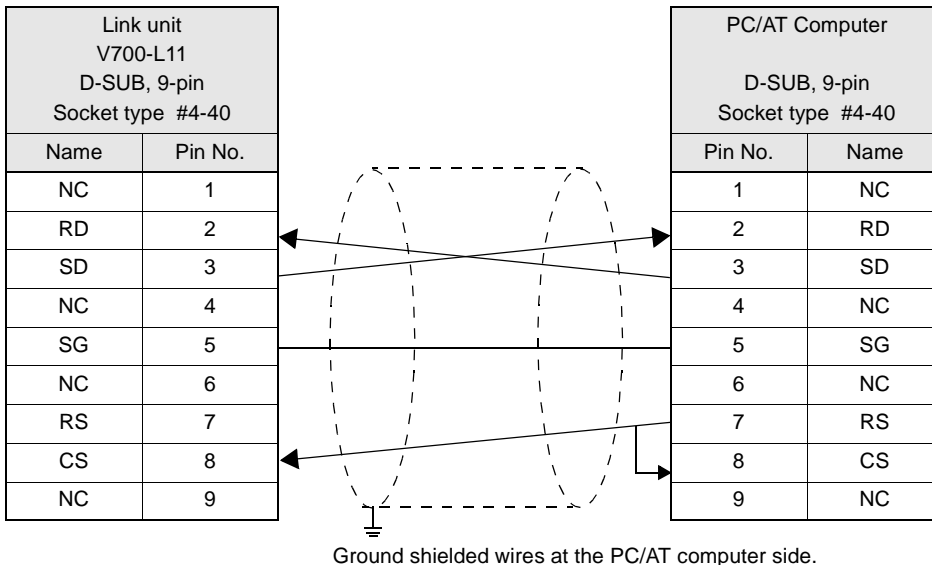 Link unit
V700-L11
D-SUB, 9-pin
Socket type #4-40
Name Pin No.
NC 1
RD 2
SD 3
NC 4
SG 5
NC 6
RS 7
CS 8
NC 9
PC/AT Computer
D-SUB, 9-pin
Socket type #4-40
Pin No. Name
1 NC
2 RD
3 SD
4 NC
5 SG
6 NC
7 RS
8 CS
9 NC
Ground shielded wires at the PC/AT computer side.